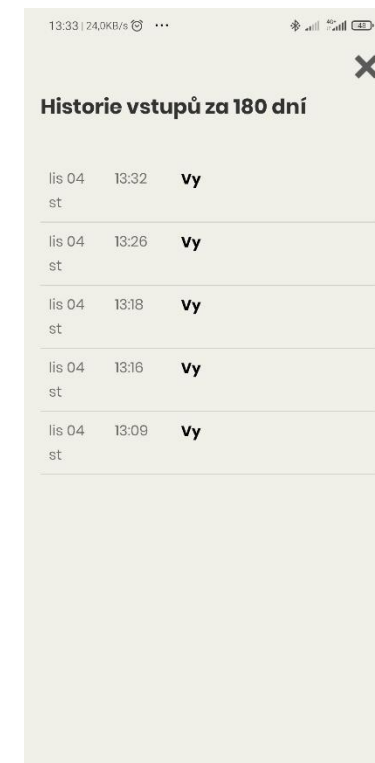 13:33 | 24,0KB/s ··· 48
Historie vstupů za 180 dní
lis 04 13:32 Vy
st
lis 04 13:26 Vy
st
lis 04 13:18 Vy
st
lis 04 13:16 Vy
st
lis 04 13:09 Vy
st